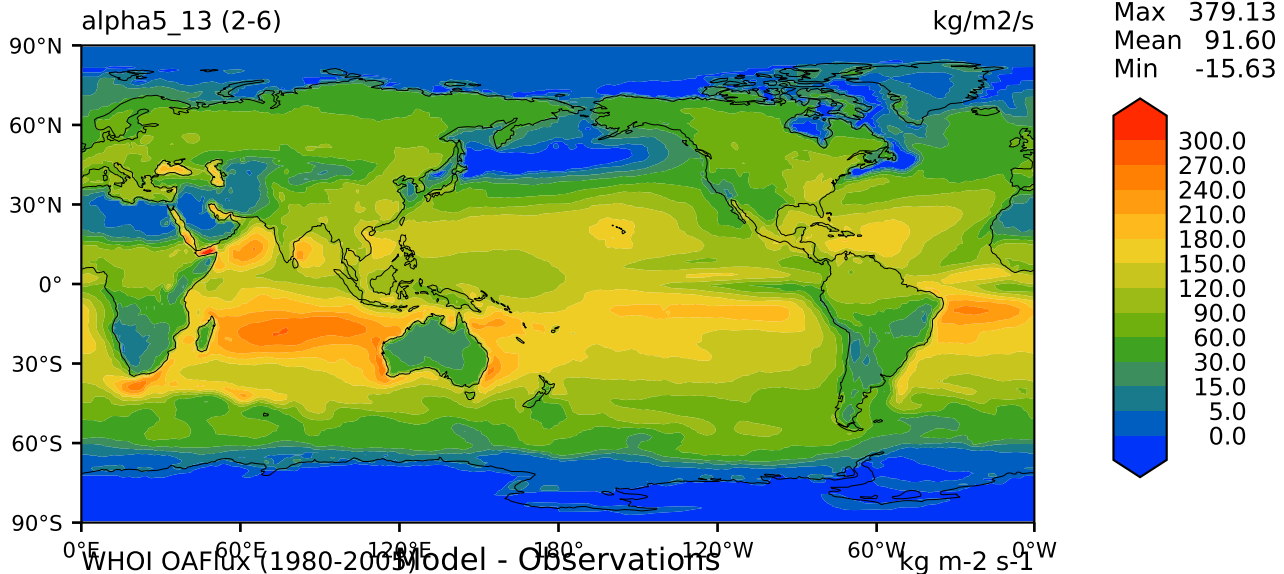 alpha5_13 (2-6)
kg/m2/s
Max 379.13
Mean 91.60
Min -15.63
90°N
60°N
30°N
0°
30°S
60°S
90°S
0°E
60°E
120°E
180°
120°W
60°W
0°W
300.0
270.0
240.0
210.0
180.0
150.0
120.0
90.0
60.0
30.0
15.0
5.0
0.0
WHOI OAFlux (1980-2005)
Model - Observations
kg m-2 s-1